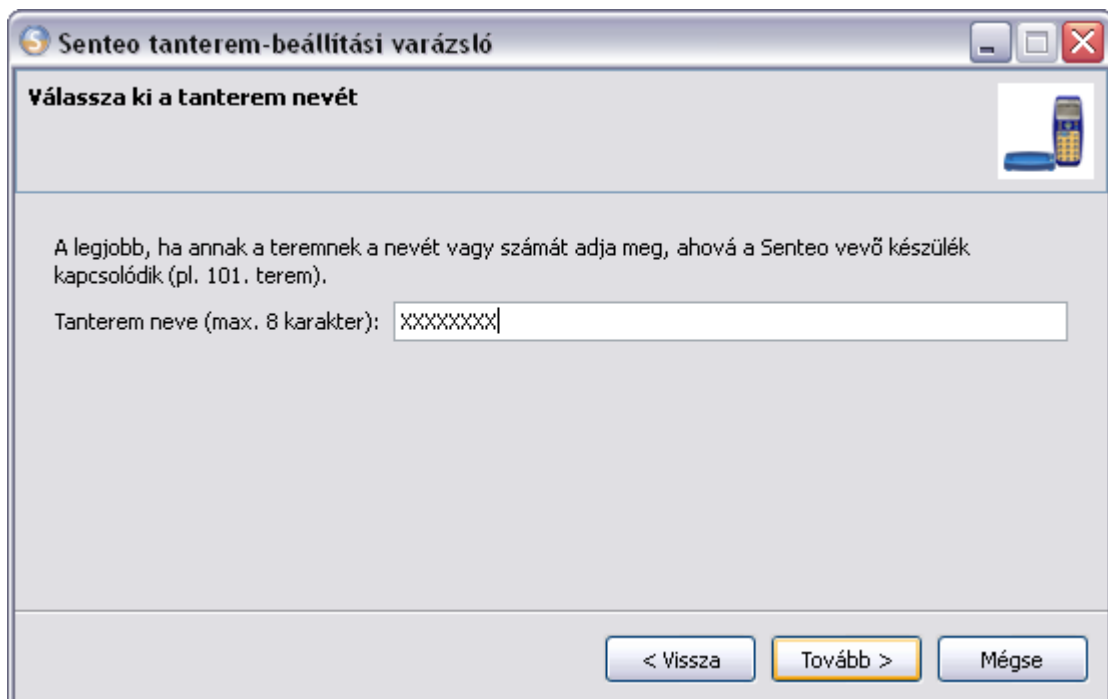 Senteo tanterem-beállítási varázsló
Válassza ki a tanterem nevét
A legjobb, ha annak a teremnek a nevét vagy számát adja meg, ahová a Senteo vevő készülék
kapcsolódik (pl. 101. terem).
Tanterem neve (max. 8 karakter): XXXXXXXX
< Vissza Tovább > Mégse